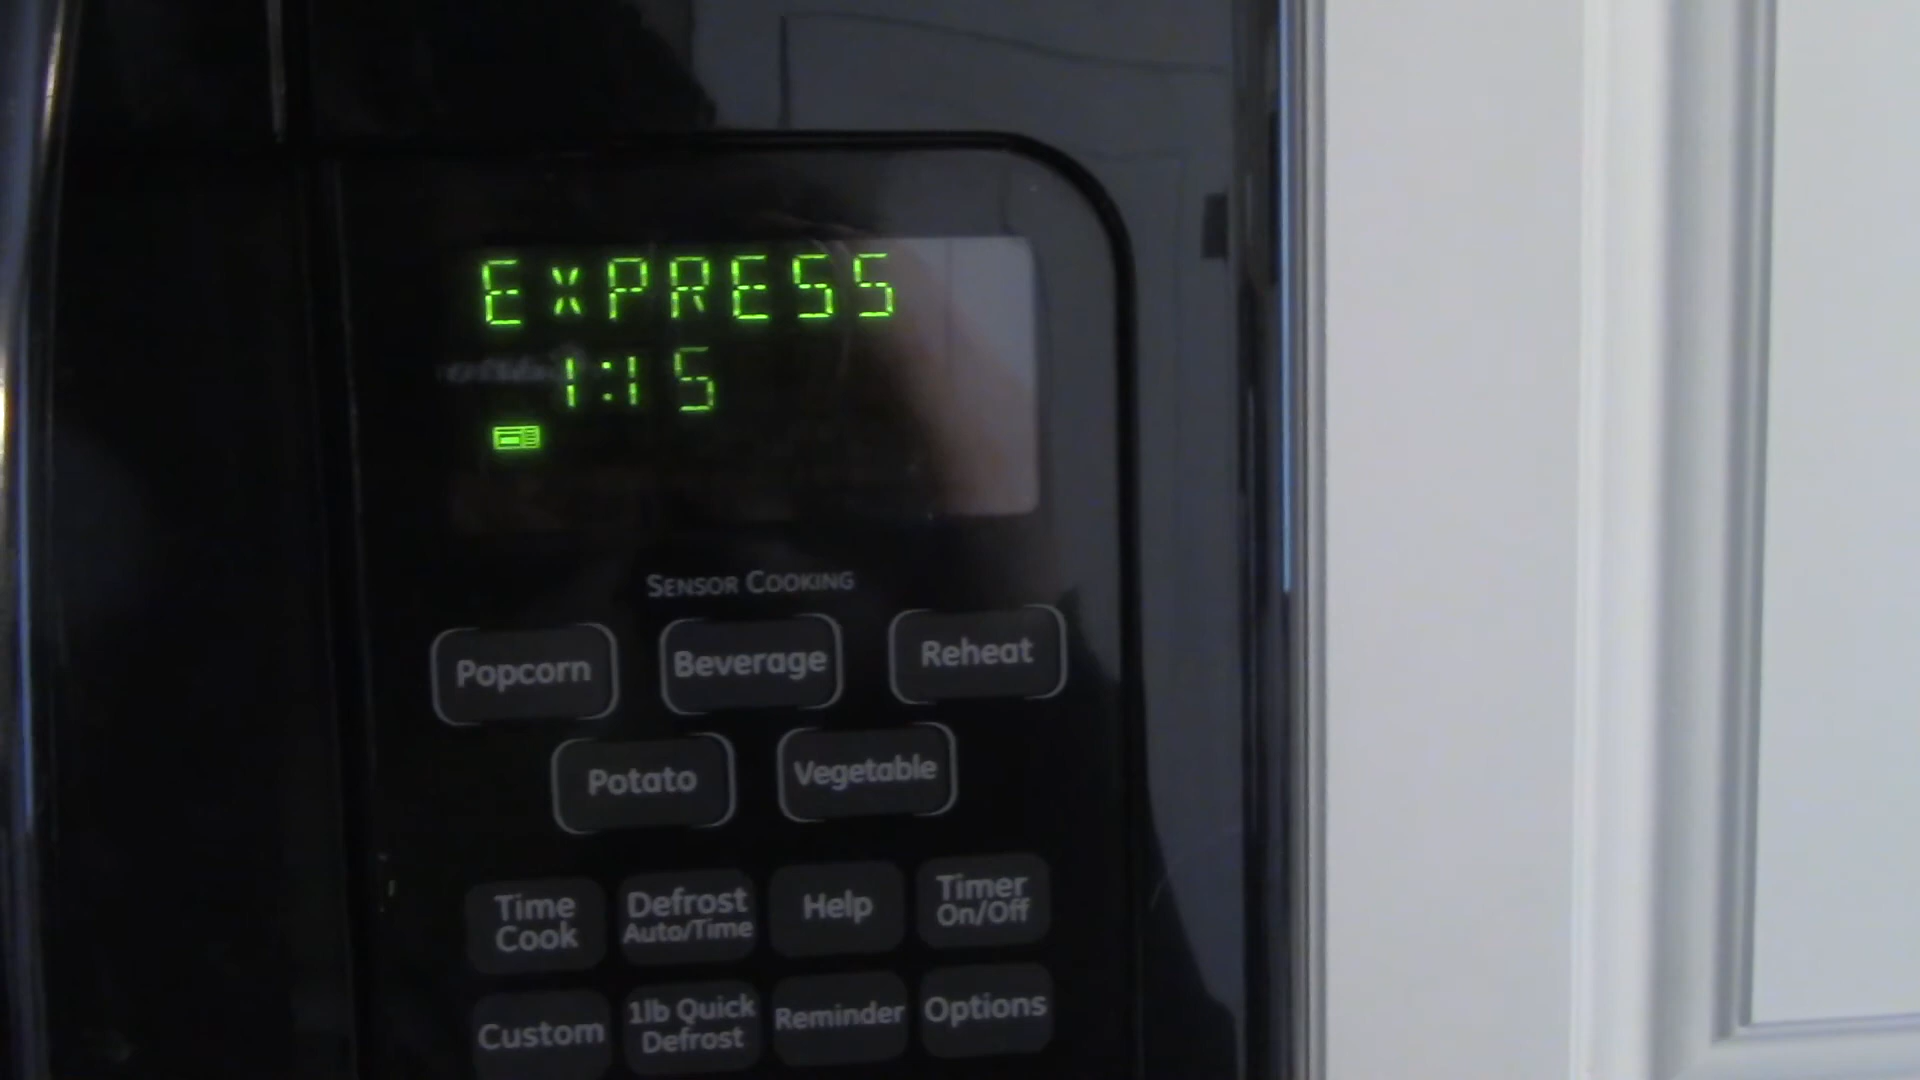 EXPRESS
1:15
SENSOR COOKING
Popcorn
Beverage
Reheat
Potato
Vegetable
Time
Cook
Defrost
Auto/Time
Help
Timer
On/Off
Custom
1lb Quick
Defrost
Reminder
Options